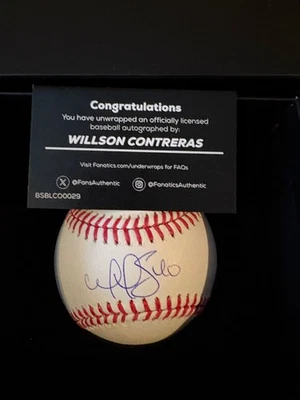 Congratulations
You have unwrapped an officially licensed
baseball autographed by:
WILLSON CONTRERAS
Visit Fanatics.com/underwraps for FAQs
@FansAuthentic @FanaticsAuthentic
BSBLCO0029